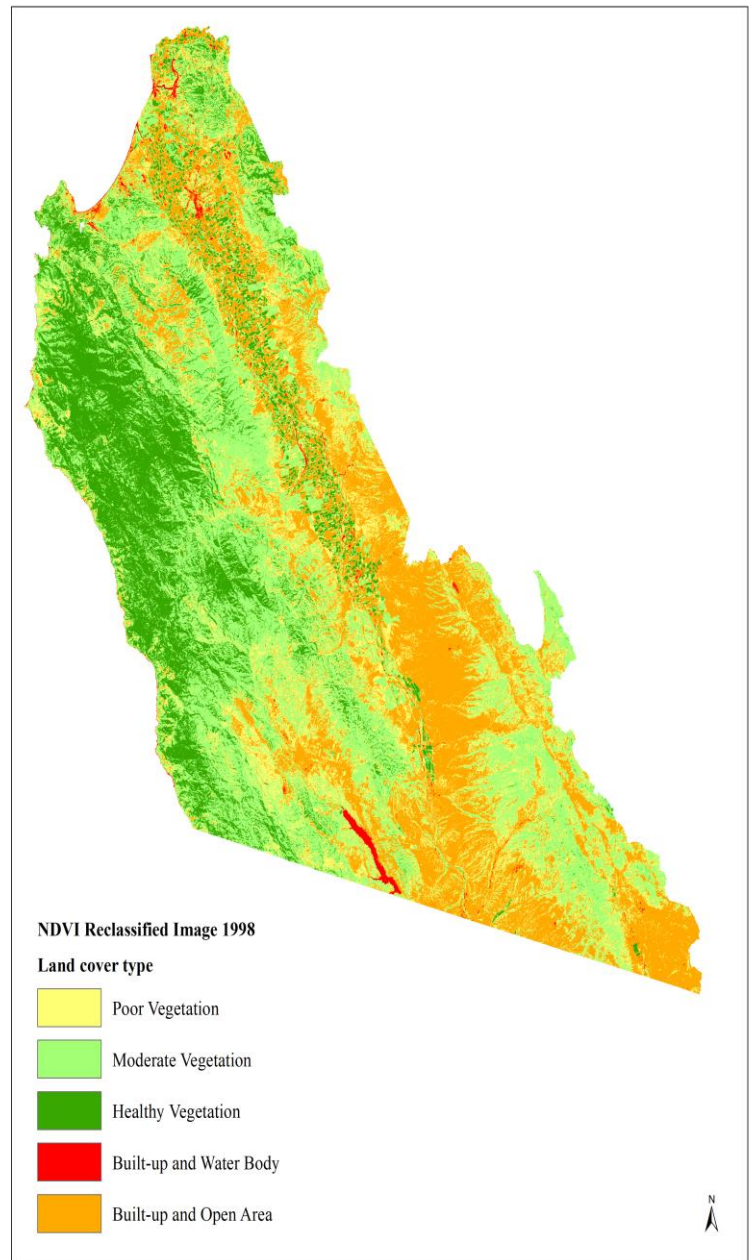 NDVI Reclassified Image 1998
Land cover type
Poor Vegetation
Moderate Vegetation
Healthy Vegetation
Built-up and Water Body
Built-up and Open Area
N